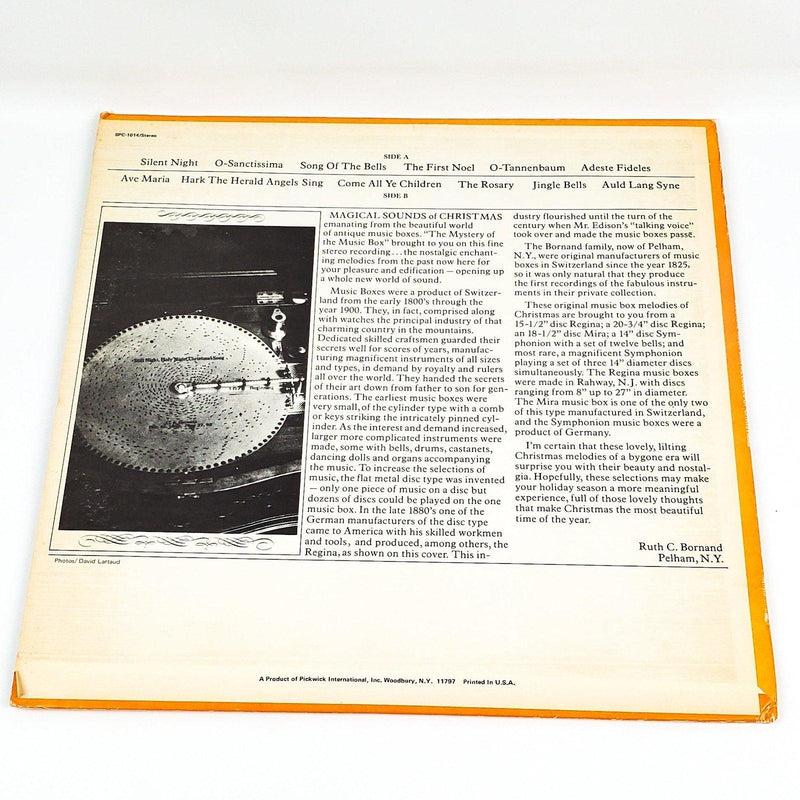 SPC-1014/Stereo
SIDE A
Silent Night O-Sanctissima Song Of The Bells The First Noel O-Tannenbaum Adeste Fideles
Ave Maria Hark The Herald Angels Sing Come All Ye Children The Rosary Jingle Bells Auld Lang Syne
SIDE B
Still Night, Holy Night, Christmas Song
MAGICAL SOUNDS of CHRISTMAS
emanating from the beautiful world
of antique music boxes. "The Mystery of
the Music Box" brought to you on this fine
stereo recording... the nostalgic enchant-
ing melodies from the past now here for
your pleasure and edification – opening up
a whole new world of sound.
Music Boxes were a product of Switzer-
land from the early 1800's through the
year 1900. They, in fact, comprised along
with watches the principal industry of that
charming country in the mountains.
Dedicated skilled craftsmen guarded their
secrets well for scores of years, manufac-
turing magnificent instruments of all sizes
and types, in demand by royalty and rulers
all over the world. They handed the secrets
of their art down from father to son for gen-
erations. The earliest music boxes were
very small, of the cylinder type with a comb
or keys striking the intricately pinned cyl-
inder. As the interest and demand increased,
larger more complicated instruments were
made, some with bells, drums, castanets,
dancing dolls and organs accompanying
the music. To increase the selections of
music, the flat metal disc type was invented
– only one piece of music on a disc but
dozens of discs could be played on the one
music box. In the late 1880's one of the
German manufacturers of the disc type
came to America with his skilled workmen
and tools, and produced, among others, the
Regina, as shown on this cover. This in-
dustry flourished until the turn of the
century when Mr. Edison's "talking voice"
took over and made the music boxes passé.
The Bornand family, now of Pelham,
N.Y., were original manufacturers of music
boxes in Switzerland since the year 1825,
so it was only natural that they produce
the first recordings of the fabulous instru-
ments in their private collection.
These original music box melodies of
Christmas are brought to you from a
15-1/2" disc Regina; a 20-3/4" disc Regina;
an 18-1/2" disc Mira; a 14" disc Sym-
phonion with a set of twelve bells; and
most rare, a magnificent Symphonion
playing a set of three 14" diameter discs
simultaneously. The Regina music boxes
were made in Rahway, N.J. with discs
ranging from 8" up to 27" in diameter.
The Mira music box is one of the only two
of this type manufactured in Switzerland,
and the Symphonion music boxes were a
product of Germany.
I'm certain that these lovely, lilting
Christmas melodies of a bygone era will
surprise you with their beauty and nostal-
gia. Hopefully, these selections may make
your holiday season a more meaningful
experience, full of those lovely thoughts
that make Christmas the most beautiful
time of the year.
Ruth C. Bornand
Pelham, N.Y.
Photos/David Lartaud
A Product of Pickwick International, Inc. Woodbury, N.Y. 11797 Printed In U.S.A.